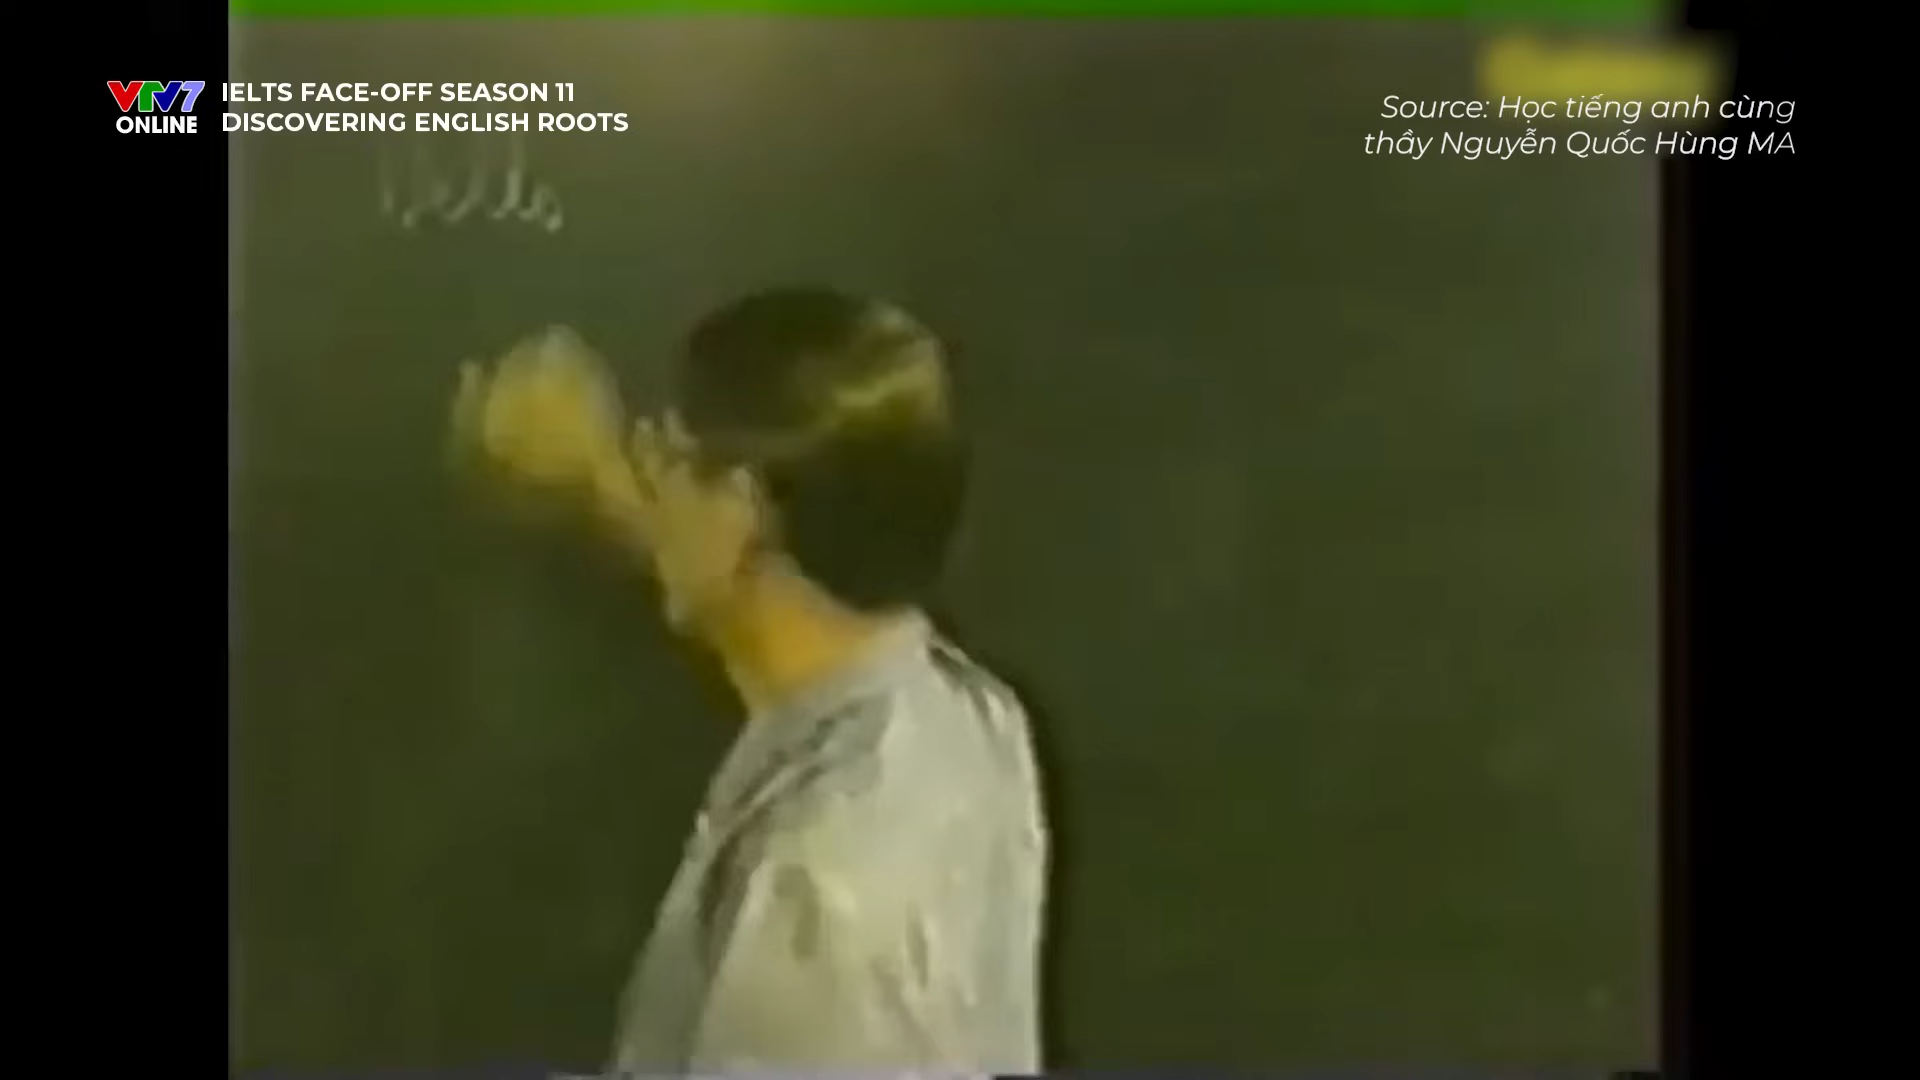 VTV7
ONLINE
IELTS FACE-OFF SEASON 11
DISCOVERING ENGLISH ROOTS
Source: Học tiếng anh cùng
thầy Nguyễn Quốc Hùng MA
Hello